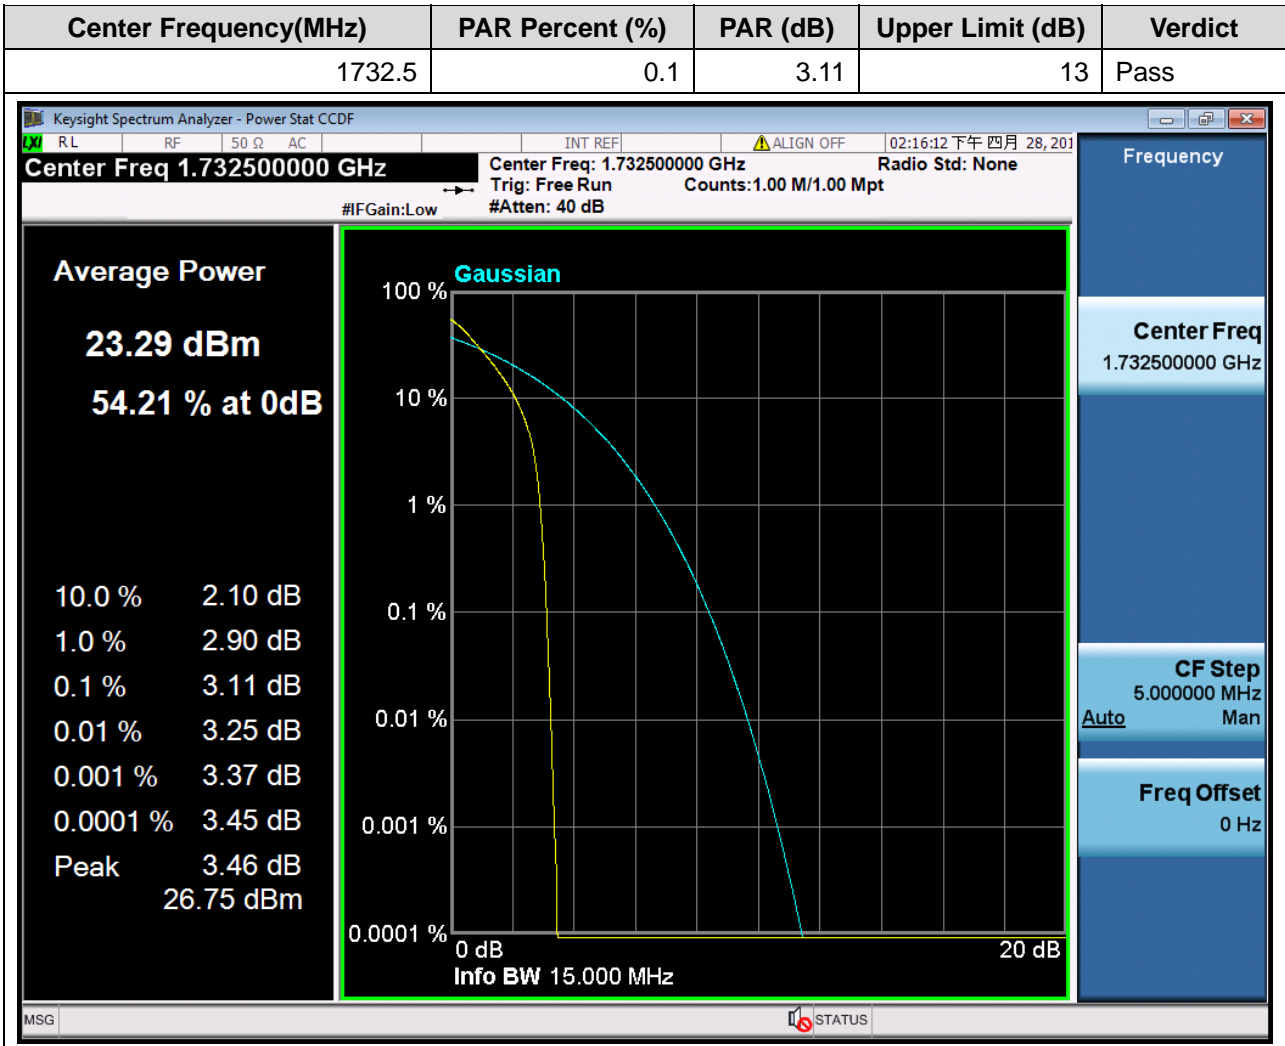 Center Frequency(MHz) PAR Percent (%) PAR (dB) Upper Limit (dB) Verdict
1732.5 0.1 3.11 13 Pass
Keysight Spectrum Analyzer - Power Stat CCDF
LXI RL RF 50 Ω AC INT REF ALIGN OFF 02:16:12 下午 四月 28, 201
Center Freq 1.732500000 GHz
Center Freq: 1.732500000 GHz Radio Std: None
Trig: Free Run Counts:1.00 M/1.00 Mpt
#IFGain:Low #Atten: 40 dB
Average Power
23.29 dBm
54.21 % at 0dB
10.0 % 2.10 dB
1.0 % 2.90 dB
0.1 % 3.11 dB
0.01 % 3.25 dB
0.001 % 3.37 dB
0.0001 % 3.45 dB
Peak 3.46 dB
26.75 dBm
Gaussian
100 %
10 %
1 %
0.1 %
0.01 %
0.001 %
0.0001 %
0 dB 20 dB
Info BW 15.000 MHz
Frequency
Center Freq
1.732500000 GHz
CF Step
5.000000 MHz
Auto Man
Freq Offset
0 Hz
MSG STATUS